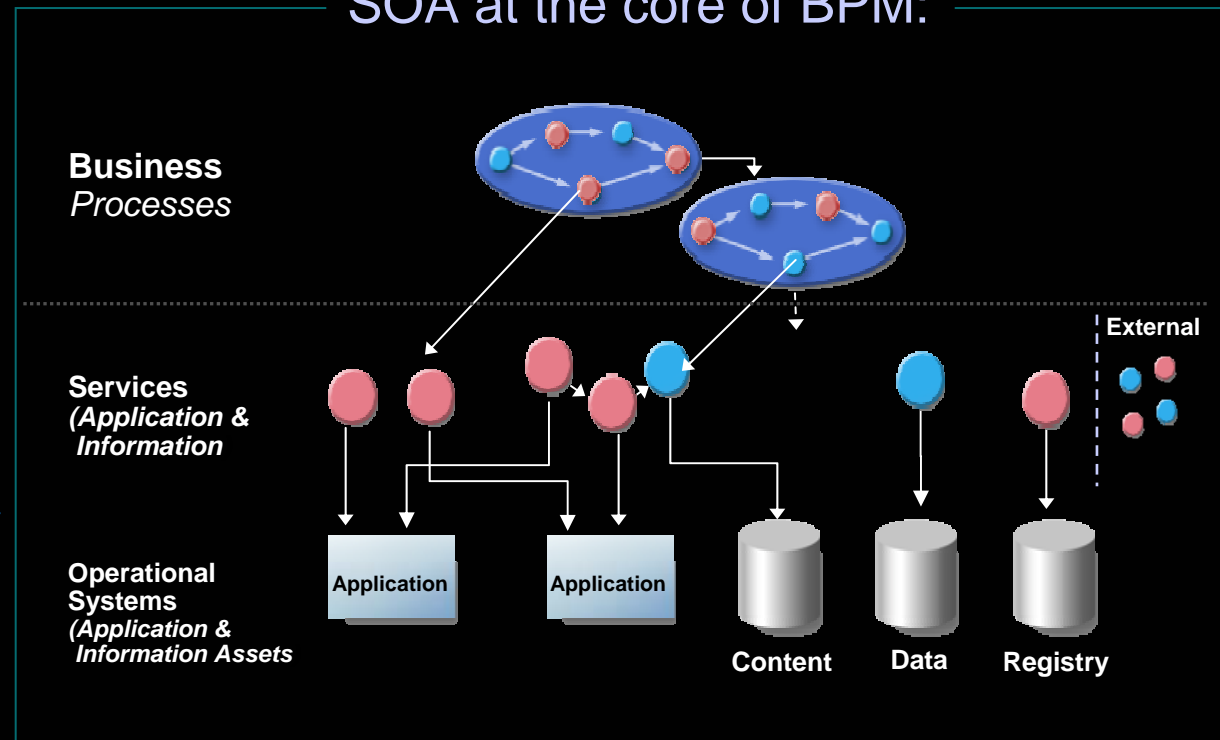 SOA at the core of BPM:
Business
Processes
External
Services
(Application &
Information
Operational
Systems
(Application &
Information Assets
Application
Application
Content
Data
Registry